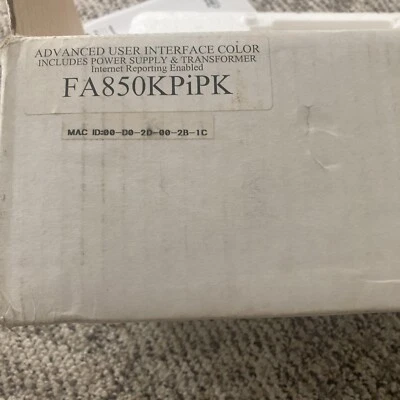 ADVANCED USER INTERFACE COLOR
INCLUDES POWER SUPPLY & TRANSFORMER
Internet Reporting Enabled
FA850KPiPK
MAC ID:00-D0-2D-00-2B-1C